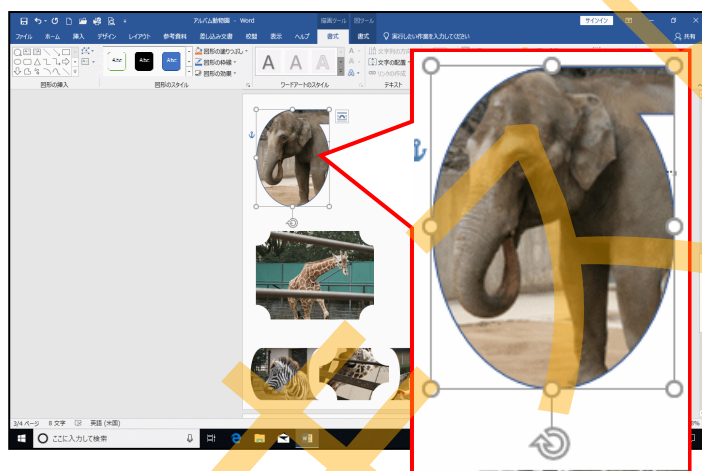 アルバム動物園 - Word
描画ツール 図ツール
サインイン
ファイル ホーム 挿入 デザイン レイアウト 参考資料 差し込み文書 校閲 表示 ヘルプ 書式 書式 実行したい作業を入力してください 共有
Abc Abc Abc
図形の塗りつぶし
図形の枠線
図形の効果
A A A
文字列の方向
文字の配置
リンクの作成
図形の挿入 図形のスタイル ワードアートのスタイル テキスト
3/4 ページ 8 文字 英語 (米国)
ここに入力して検索